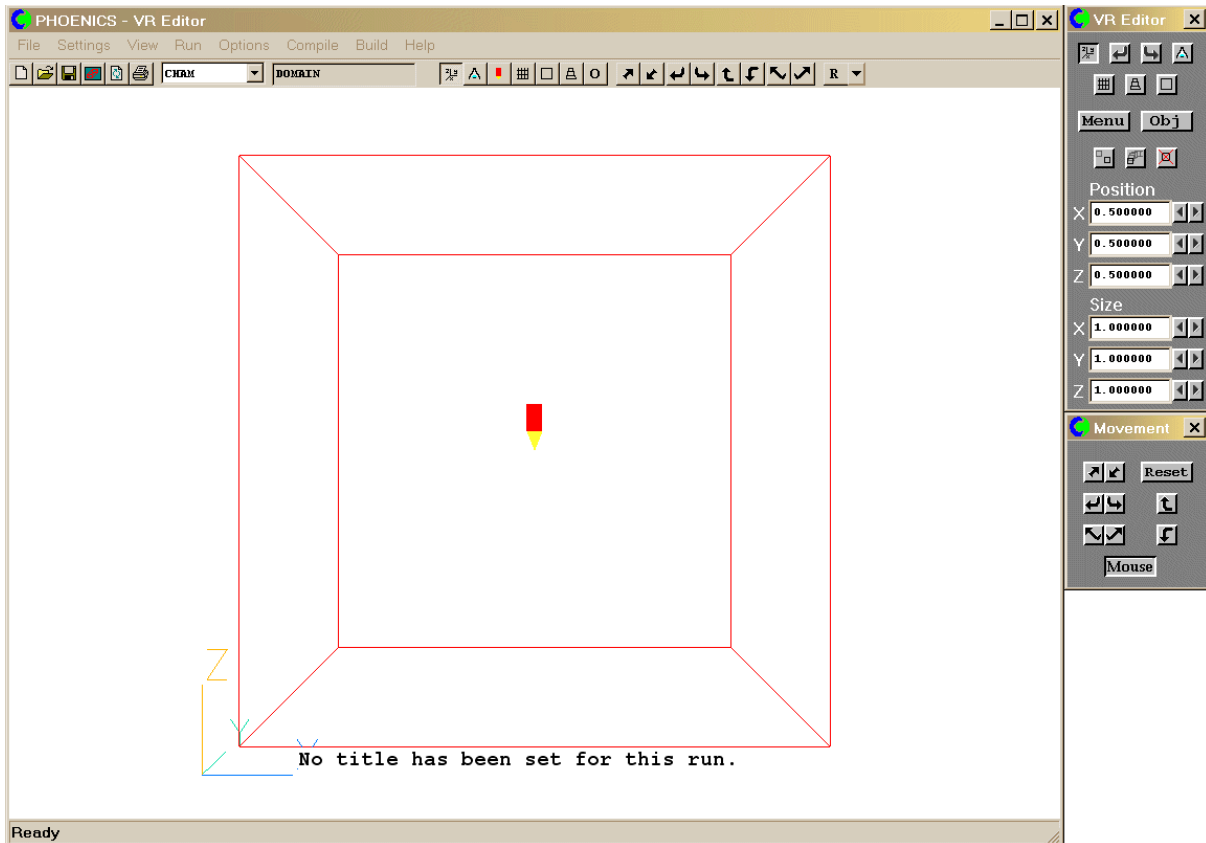 PHOENICS - VR Editor
File Settings View Run Options Compile Build Help
CHAM DOMAIN O R
Z
Y
X
No title has been set for this run.
Ready
VR Editor
Menu Obj
Position
X 0.500000
Y 0.500000
Z 0.500000
Size
X 1.000000
Y 1.000000
Z 1.000000
Movement
Reset
Mouse